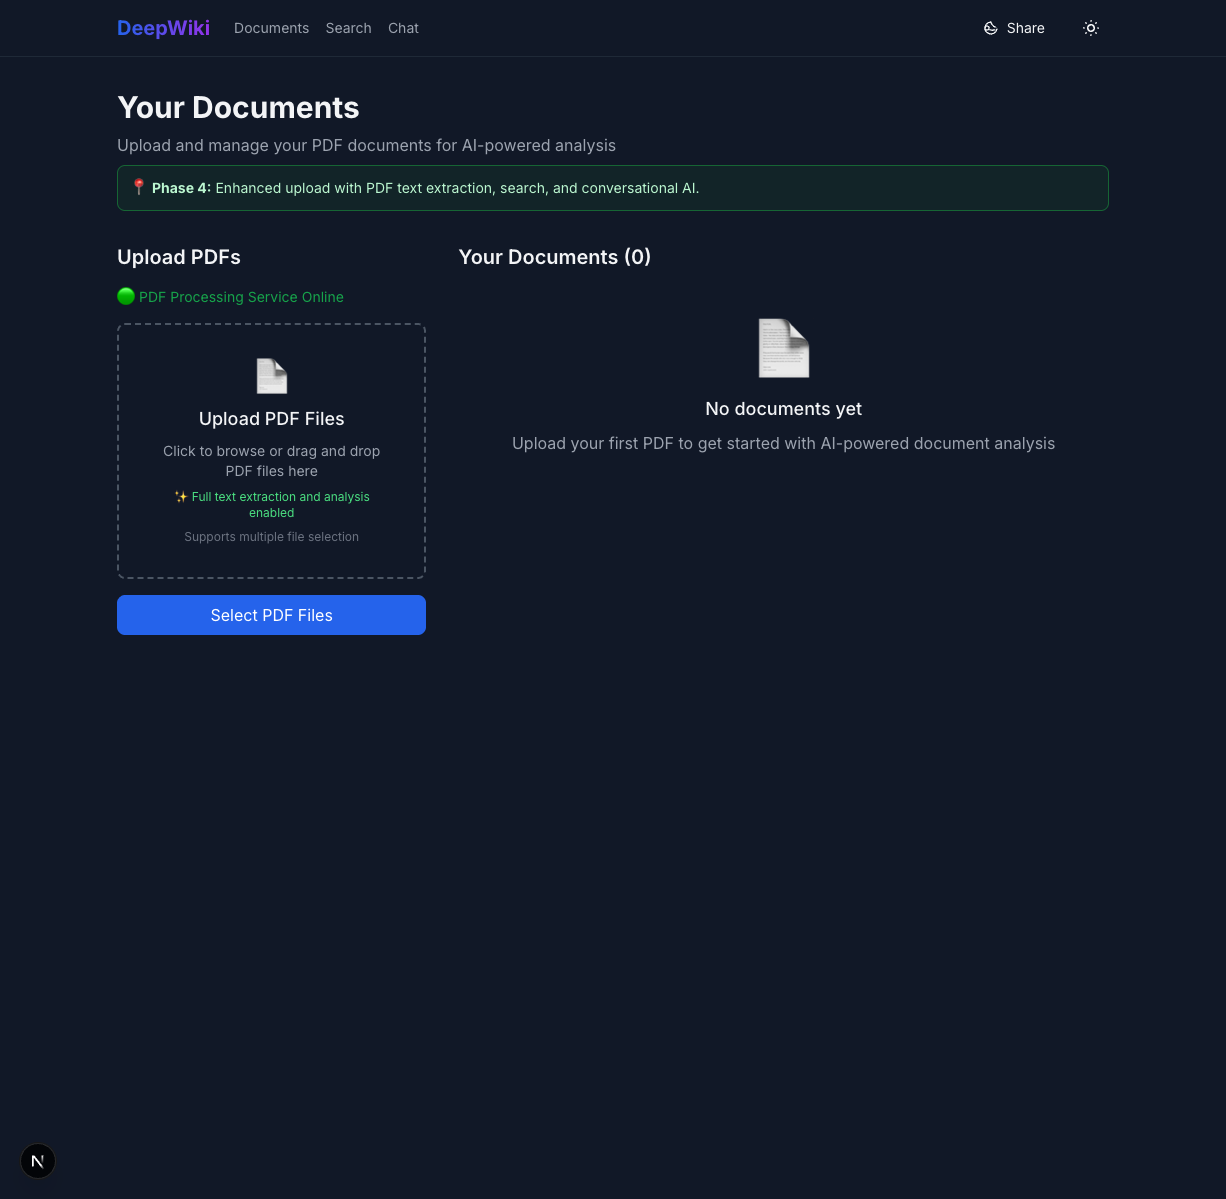 DeepWiki Documents Search Chat Share
Your Documents
Upload and manage your PDF documents for AI-powered analysis
📍 Phase 4: Enhanced upload with PDF text extraction, search, and conversational AI.
Upload PDFs
🟢 PDF Processing Service Online
Upload PDF Files
Click to browse or drag and drop
PDF files here
✨ Full text extraction and analysis
enabled
Supports multiple file selection
Select PDF Files
Your Documents (0)
No documents yet
Upload your first PDF to get started with AI-powered document analysis
N